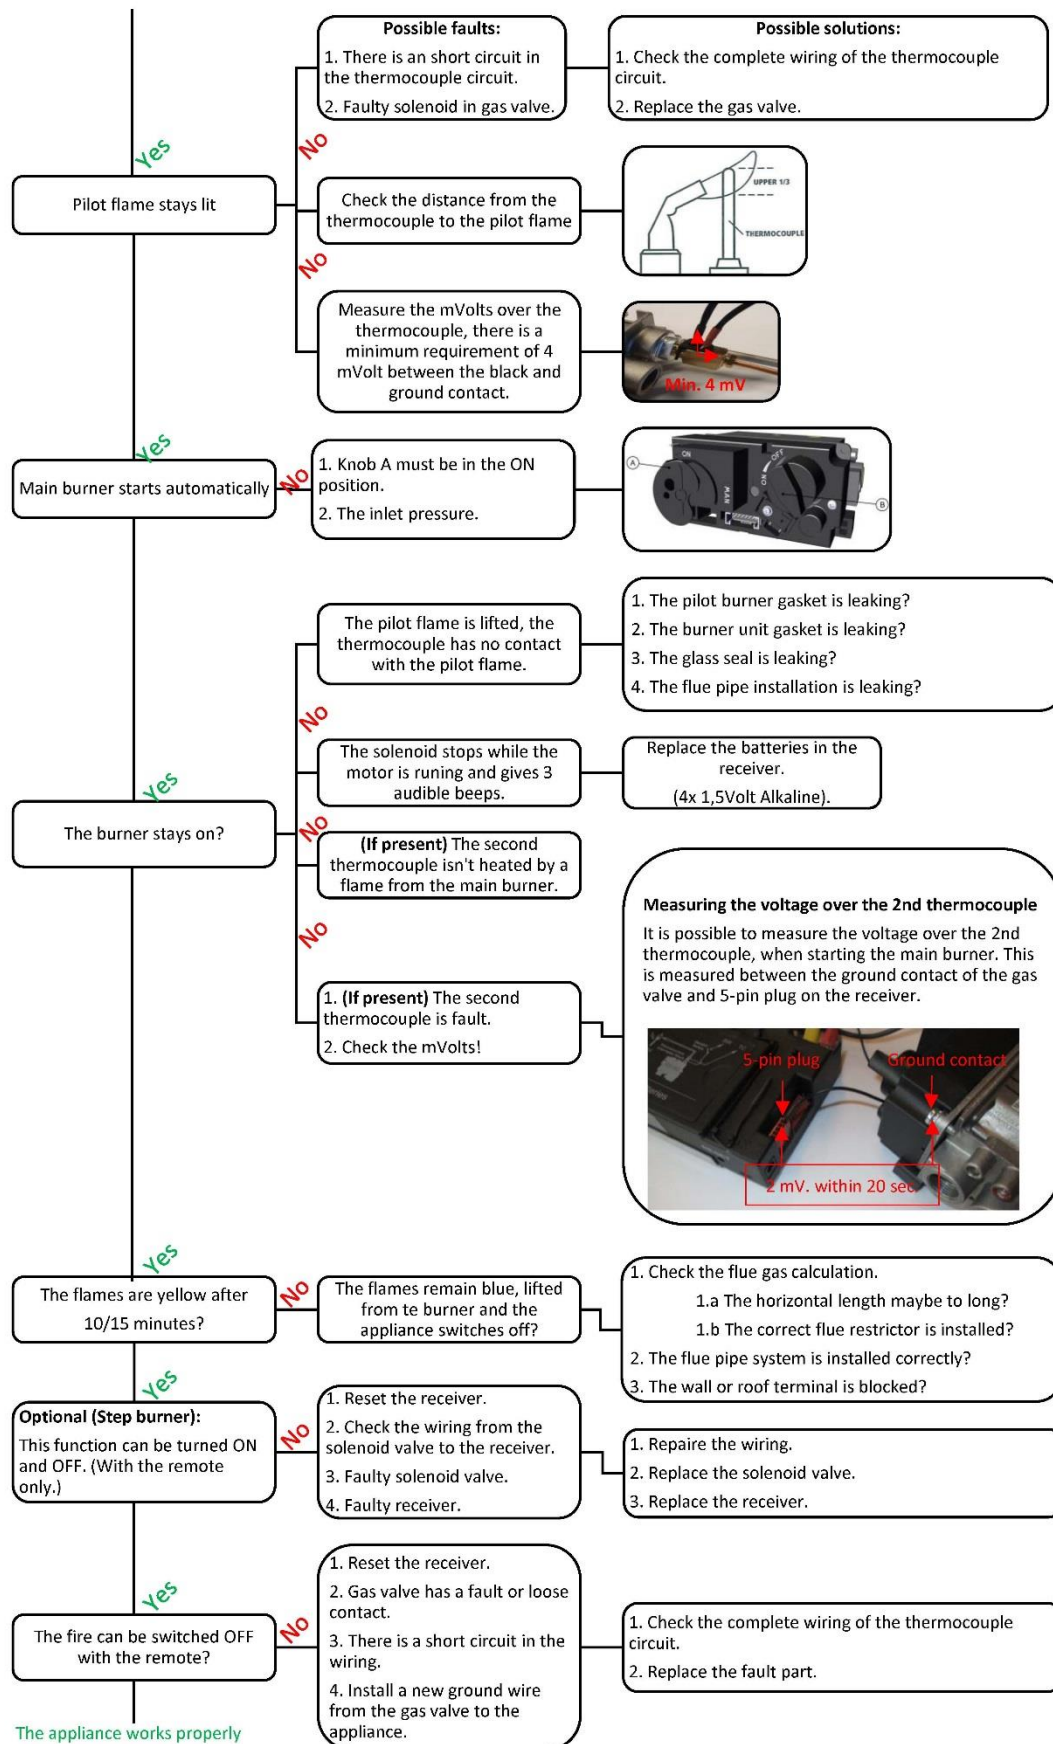 Possible faults:
1. There is an short circuit in
the thermocouple circuit.
2. Faulty solenoid in gas valve.
Possible solutions:
1. Check the complete wiring of the thermocouple
circuit.
2. Replace the gas valve.
Yes
No
Pilot flame stays lit
Check the distance from the
thermocouple to the pilot flame
UPPER 1/3
THERMOCOUPLE
No
Measure the mVolts over the
thermocouple, there is a
minimum requirement of 4
mVolt between the black and
ground contact.
Min. 4 mV
Yes
Main burner starts automatically
No
1. Knob A must be in the ON
position.
2. The inlet pressure.
A
ON
MAN
OFF
ON
B
The pilot flame is lifted, the
thermocouple has no contact
with the pilot flame.
1. The pilot burner gasket is leaking?
2. The burner unit gasket is leaking?
3. The glass seal is leaking?
4. The flue pipe installation is leaking?
No
The solenoid stops while the
motor is runing and gives 3
audible beeps.
Replace the batteries in the
receiver.
(4x 1,5Volt Alkaline).
Yes
The burner stays on?
No
(If present) The second
thermocouple isn't heated by a
flame from the main burner.
No
1. (If present) The second
thermocouple is fault.
2. Check the mVolts!
Measuring the voltage over the 2nd thermocouple
It is possible to measure the voltage over the 2nd
thermocouple, when starting the main burner. This
is measured between the ground contact of the gas
valve and 5-pin plug on the receiver.
5-pin plug
Ground contact
2 mV. within 20 sec
Yes
The flames are yellow after
10/15 minutes?
No
The flames remain blue, lifted
from te burner and the
appliance switches off?
1. Check the flue gas calculation.
1.a The horizontal length maybe to long?
1.b The correct flue restrictor is installed?
2. The flue pipe system is installed correctly?
3. The wall or roof terminal is blocked?
Yes
Optional (Step burner):
This function can be turned ON
and OFF. (With the remote
only.)
No
1. Reset the receiver.
2. Check the wiring from the
solenoid valve to the receiver.
3. Faulty solenoid valve.
4. Faulty receiver.
1. Repaire the wiring.
2. Replace the solenoid valve.
3. Replace the receiver.
Yes
The fire can be switched OFF
with the remote?
No
1. Reset the receiver.
2. Gas valve has a fault or loose
contact.
3. There is a short circuit in the
wiring.
4. Install a new ground wire
from the gas valve to the
appliance.
1. Check the complete wiring of the thermocouple
circuit.
2. Replace the fault part.
The appliance works properly